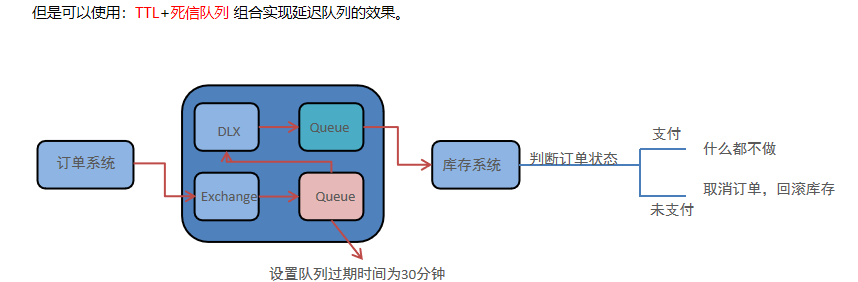 但是可以使用：TTL+死信队列 组合实现延迟队列的效果。
DLX
Queue
订单系统
库存系统
判断订单状态
支付
什么都不做
Exchange
Queue
取消订单，回滚库存
未支付
设置队列过期时间为30分钟